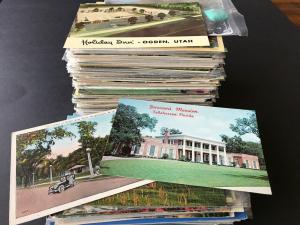 Holiday Inn - OGDEN, UTAH
Governor's Mansion
Tallahassee, Florida